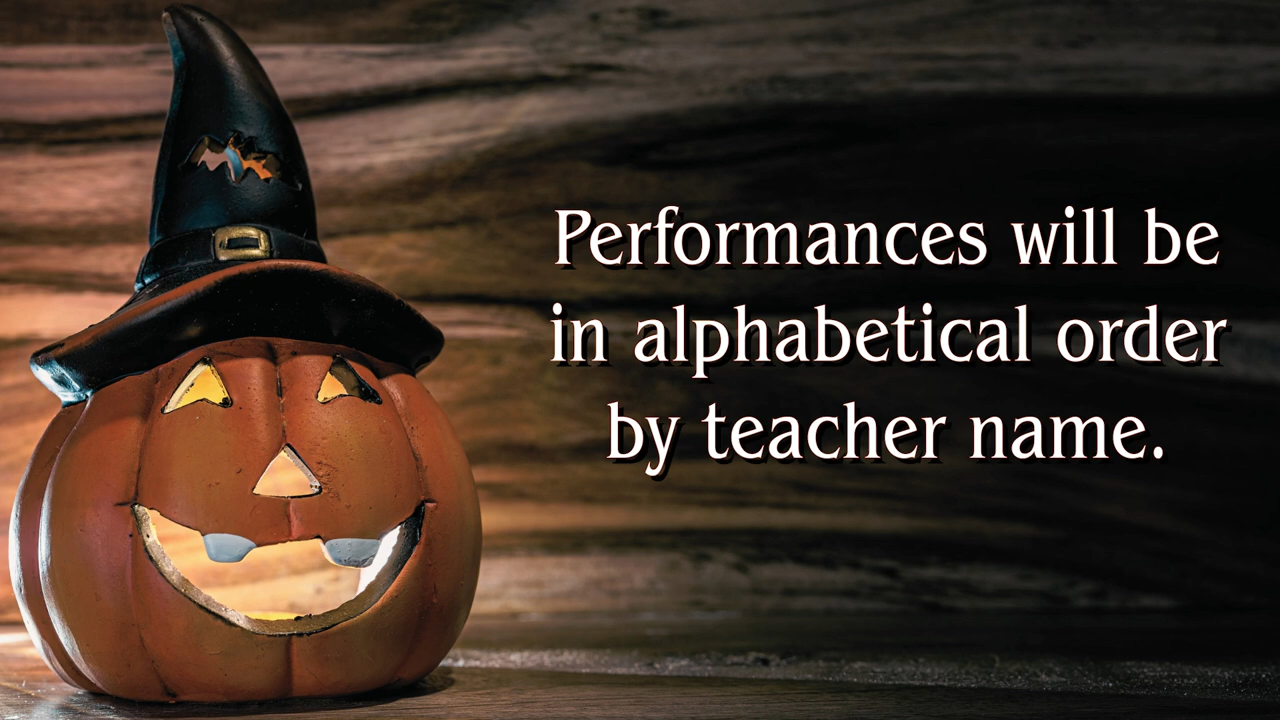 Performances will be
in alphabetical order
by teacher name.